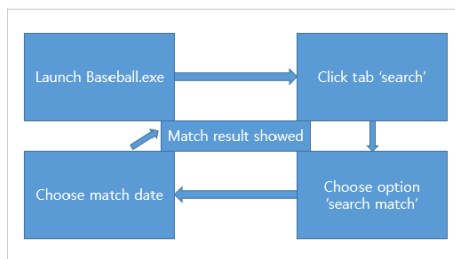 Launch Baseball.exe
Click tab ‘search’
Match result showed
Choose match date
Choose option
‘search match’